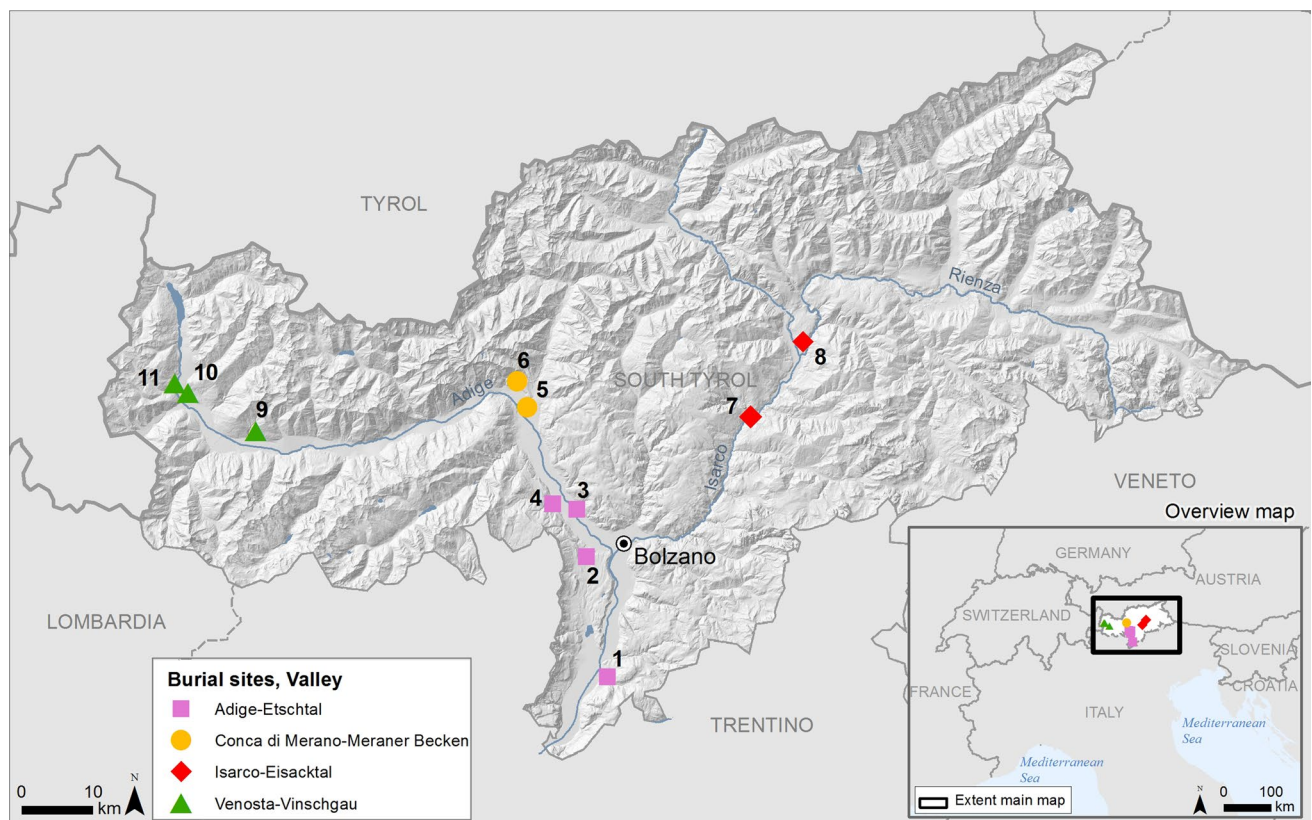 TYROL
Rienza
11
10
9
6
5
Adige
SOUTH TYROL
8
7
Isarco
VENETO
4
3
2
Bolzano
1
LOMBARDIA
TRENTINO
Burial sites, Valley
Adige-Etschtal
Conca di Merano-Meraner Becken
Isarco-Eisacktal
Venosta-Vinschgau
0 10
km
N
Overview map
GERMANY
AUSTRIA
SWITZERLAND
SLOVENIA
CROATIA
FRANCE
ITALY
Mediterranean
Sea
Mediterranean
Sea
Extent main map
N
0 100
km